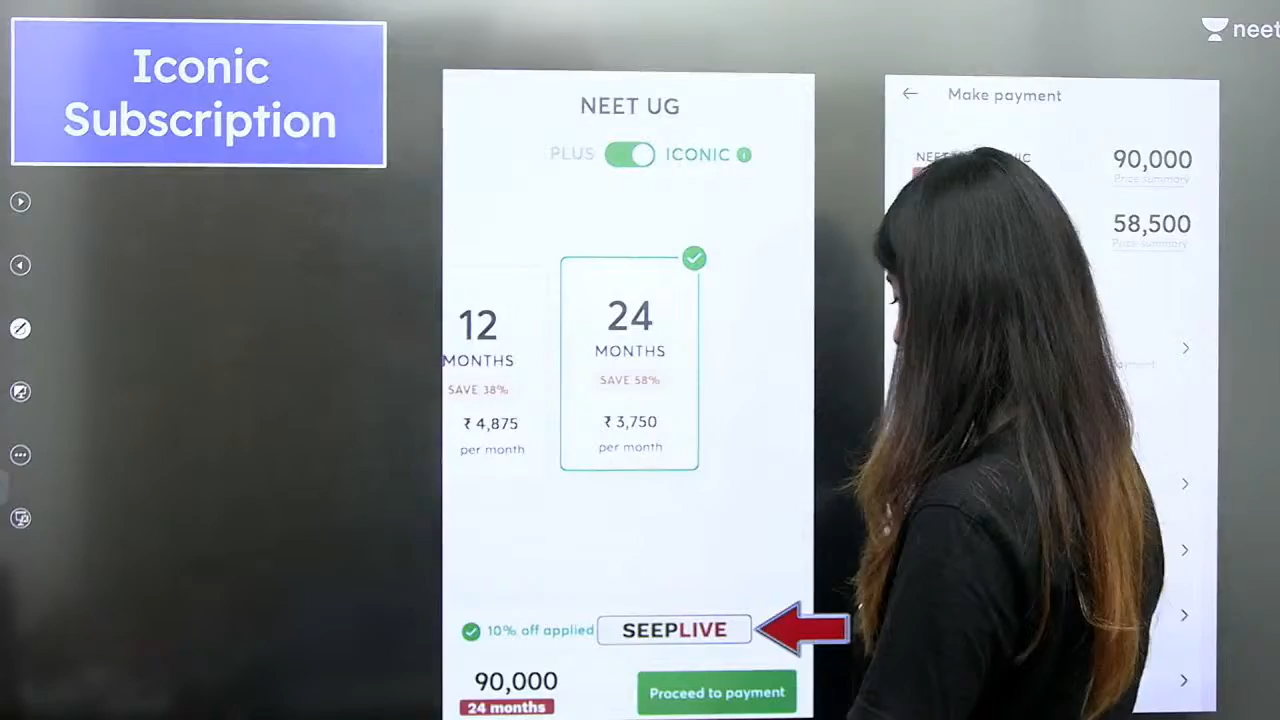 Iconic
Subscription
neet
NEET UG
PLUS ICONIC
12
MONTHS
SAVE 38%
₹ 4,875
per month
24
MONTHS
SAVE 58%
₹ 3,750
per month
10% off applied SEEPLIVE
90,000
24 months
Proceed to payment
Make payment
90,000
Price summary
58,500
Price summary